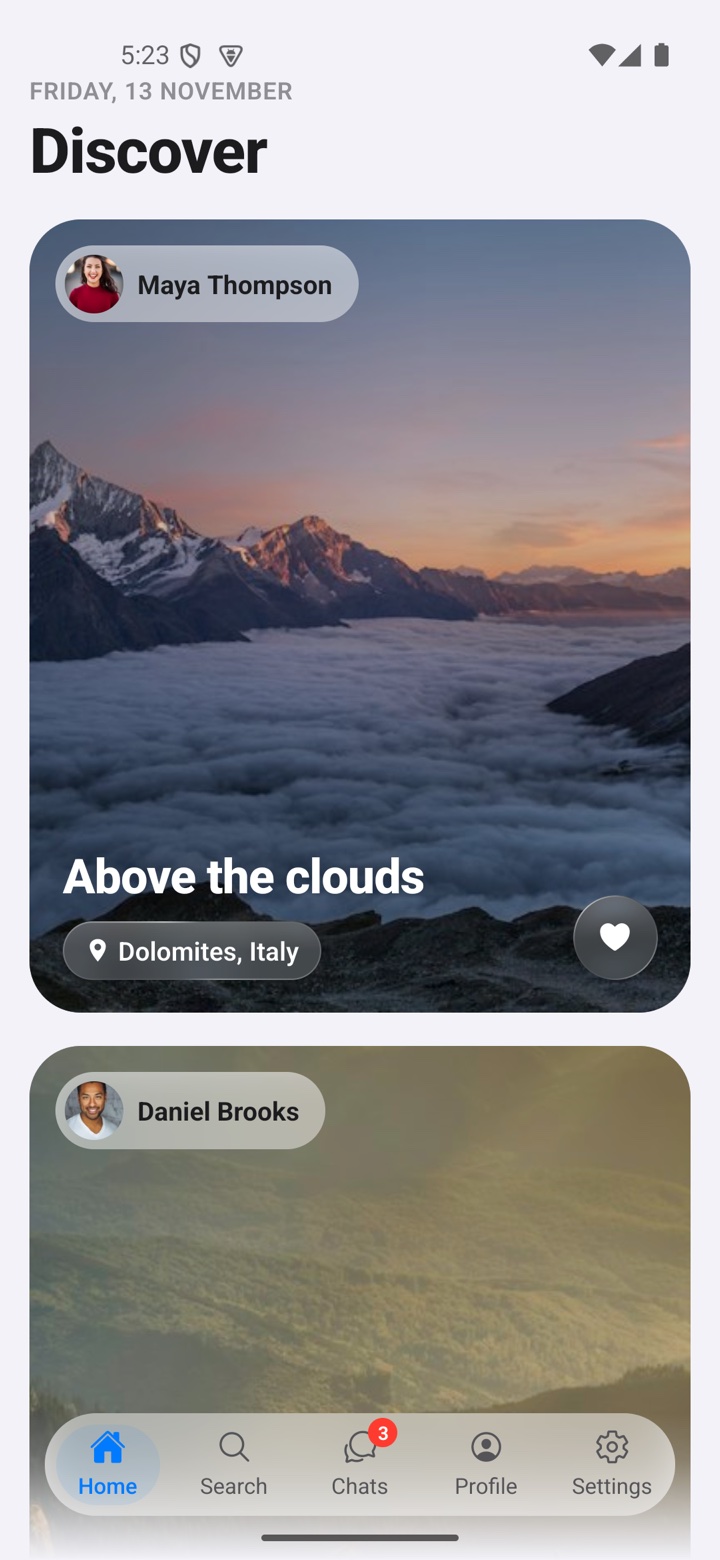 5:23
FRIDAY, 13 NOVEMBER
Discover
Maya Thompson
Above the clouds
Dolomites, Italy
Daniel Brooks
3
Home Search Chats Profile Settings